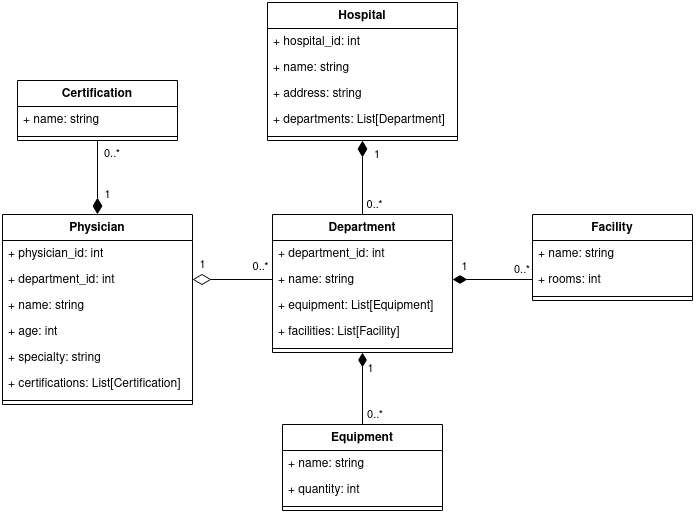 Hospital
+ hospital_id: int
+ name: string
+ address: string
+ departments: List[Department]
Certification
+ name: string
0..*
1
1
0..*
Physician
+ physician_id: int
+ department_id: int
+ name: string
+ age: int
+ specialty: string
+ certifications: List[Certification]
1
0..*
Department
+ department_id: int
+ name: string
+ equipment: List[Equipment]
+ facilities: List[Facility]
1
0..*
Facility
+ name: string
+ rooms: int
1
0..*
Equipment
+ name: string
+ quantity: int